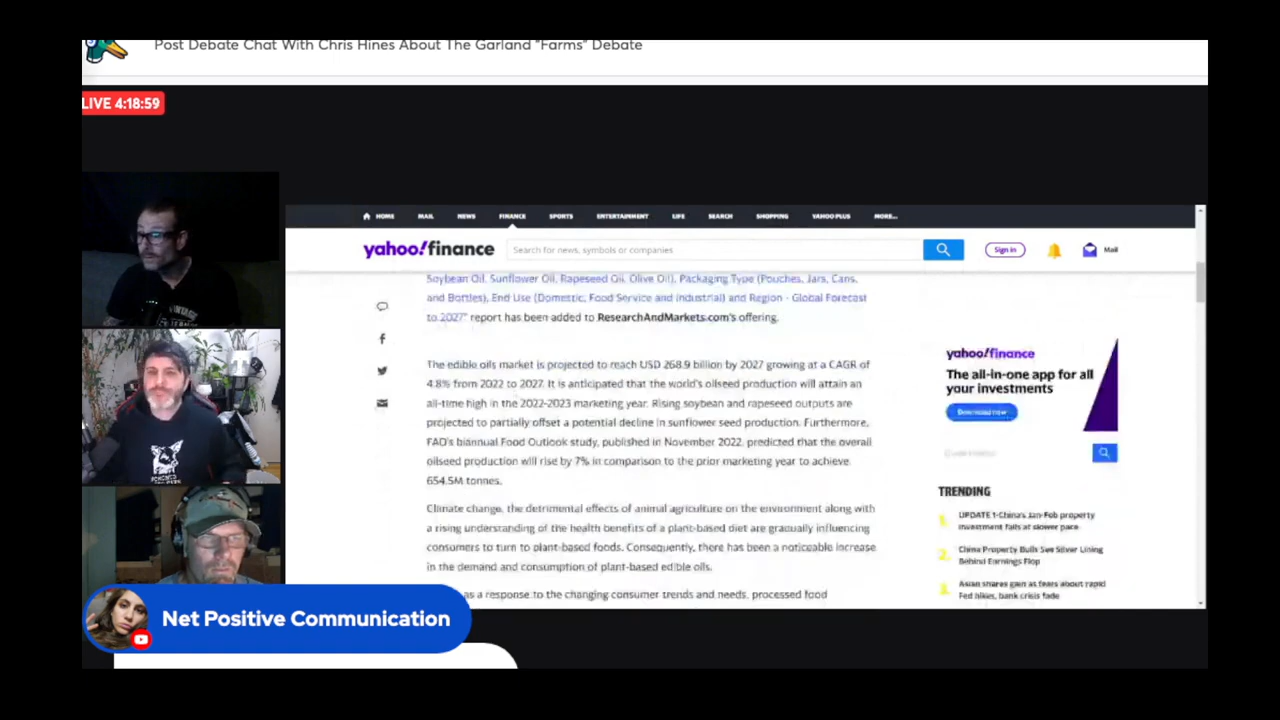 Post Debate Chat With Chris Hines About The Garland "Farms" Debate
LIVE 4:18:59
HOME MAIL NEWS FINANCE SPORTS ENTERTAINMENT LIFE SEARCH SHOPPING YAHOO PLUS MORE...
yahoo!finance
Search for news, symbols or companies
Sign in
Mail
Soybean Oil, Sunflower Oil, Rapeseed Oil, Olive Oil), Packaging Type (Pouches, Jars, Cans,
and Bottles), End Use (Domestic, Food Service and Industrial) and Region - Global Forecast
to 2027" report has been added to ResearchAndMarkets.com's offering.
The edible oils market is projected to reach USD 268.9 billion by 2027 growing at a CAGR of
4.8% from 2022 to 2027. It is anticipated that the world's oilseed production will attain an
all-time high in the 2022-2023 marketing year. Rising soybean and rapeseed outputs are
projected to partially offset a potential decline in sunflower seed production. Furthermore,
FAO's biannual Food Outlook study, published in November 2022, predicted that the overall
oilseed production will rise by 7% in comparison to the prior marketing year to achieve
654.5M tonnes.
Climate change, the detrimental effects of animal agriculture on the environment along with
a rising understanding of the health benefits of a plant-based diet are gradually influencing
consumers to turn to plant-based foods. Consequently, there has been a noticeable increase
in the demand and consumption of plant-based edible oils.
as a response to the changing consumer trends and needs, processed food
yahoo!finance
The all-in-one app for all
your investments
Download now
TRENDING
1. UPDATE 1-China's Jan-Feb property
investment falls at slower pace
2. China Property Bulls See Silver Lining
Behind Earnings Flop
3. Asian shares gain as fears about rapid
Fed hikes, bank crisis fade
Net Positive Communication